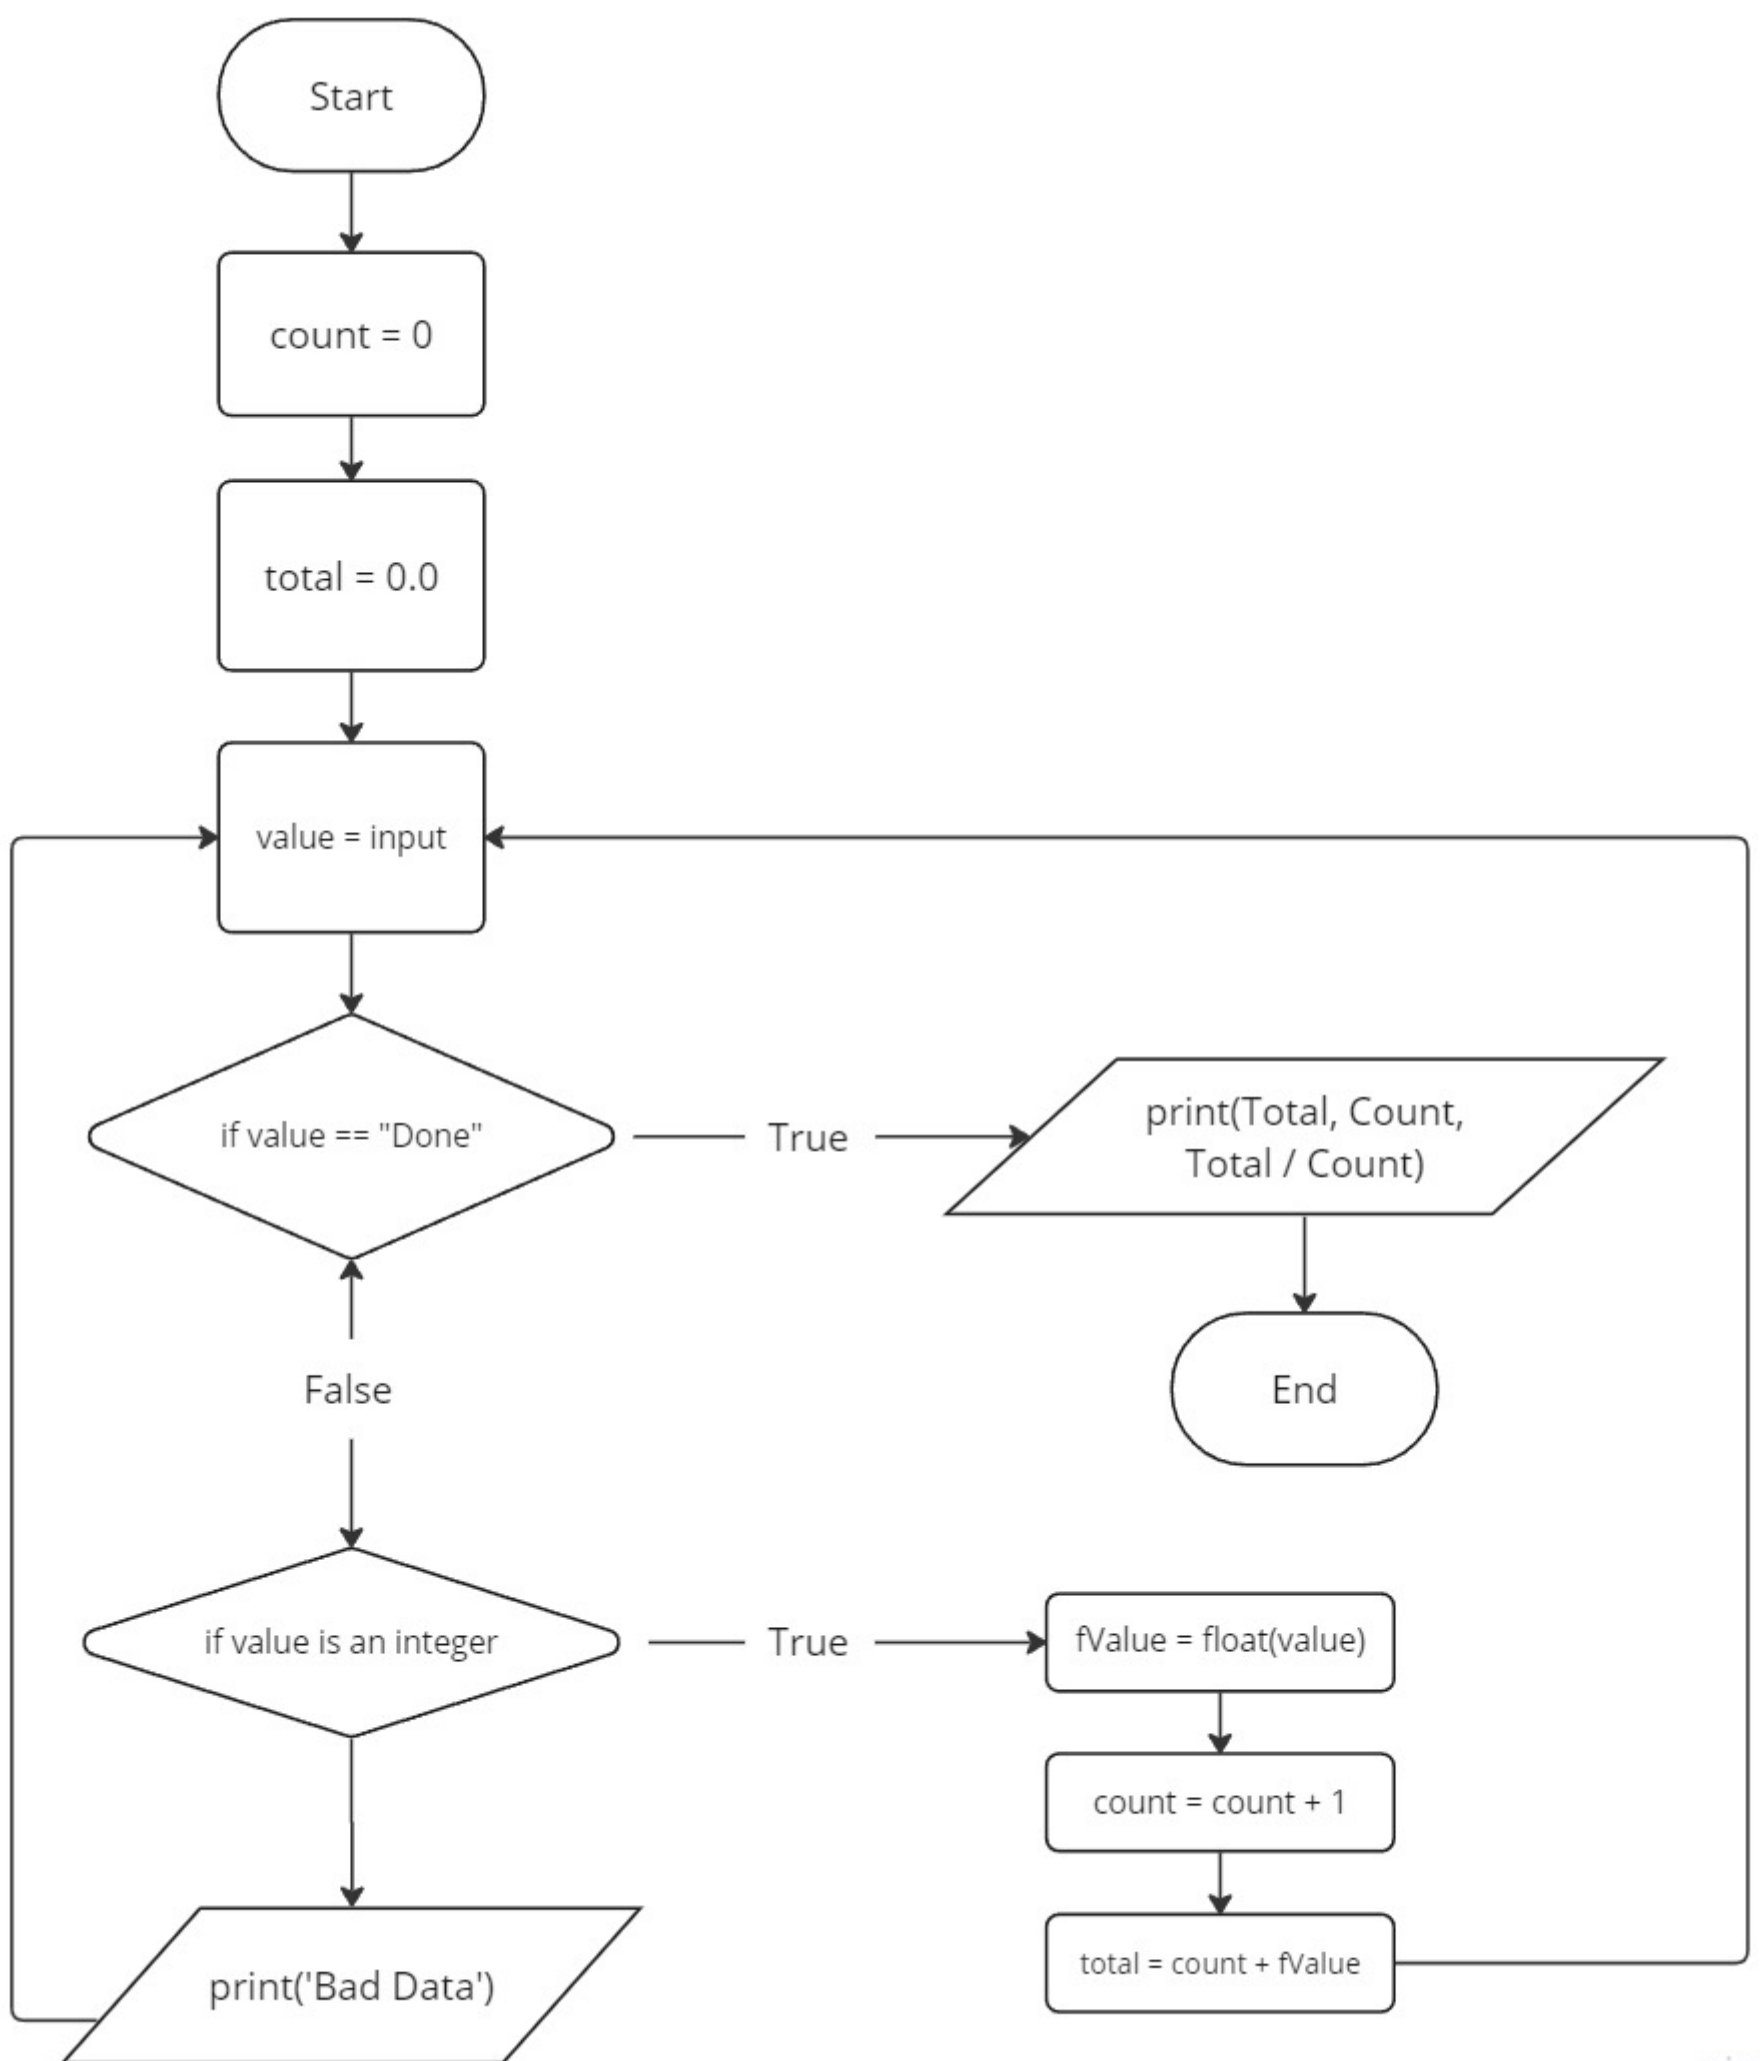 Start
count = 0
total = 0.0
value = input
if value == "Done"
True
print(Total, Count,
Total / Count)
False
End
if value is an integer
True
fValue = float(value)
count = count + 1
total = count + fValue
print('Bad Data')